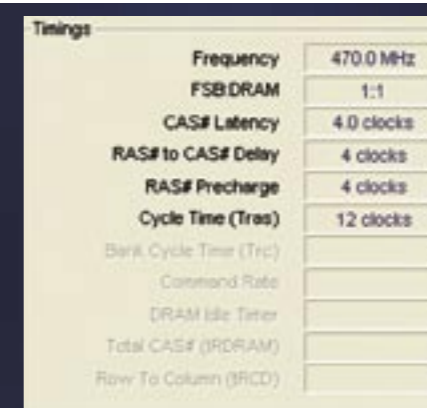 Timings
Frequency 470.0 MHz
FSB:DRAM 1:1
CAS# Latency 4.0 clocks
RAS# to CAS# Delay 4 clocks
RAS# Precharge 4 clocks
Cycle Time (Tras) 12 clocks
Bank Cycle Time (Trc)
Command Rate
DRAM Idle Timer
Total CAS# (tRDRAM)
Row To Column (tRCD)